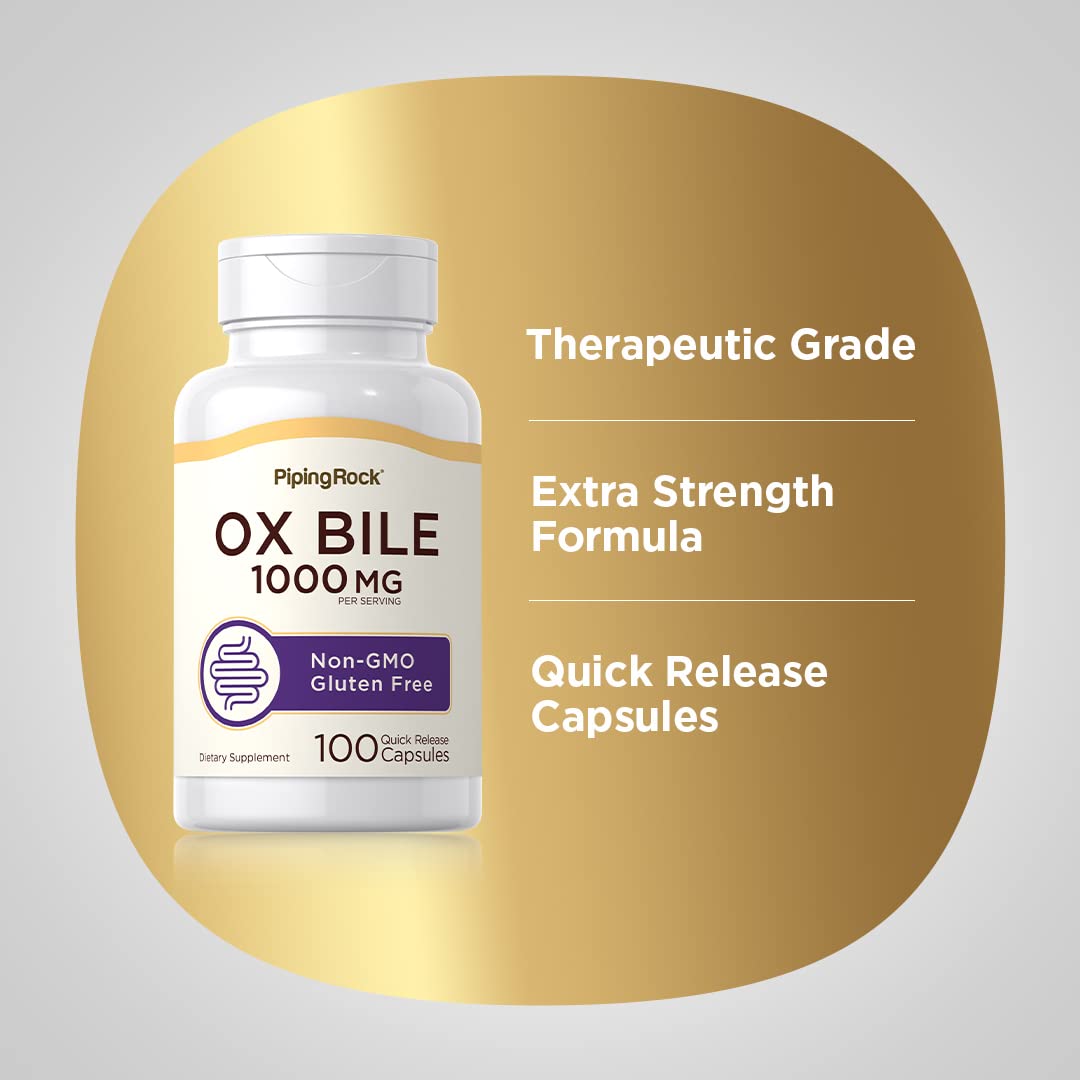 PipingRock®
OX BILE
1000 MG
PER SERVING
Non-GMO
Gluten Free
Dietary Supplement
100 Quick Release
Capsules
Therapeutic Grade
Extra Strength
Formula
Quick Release
Capsules